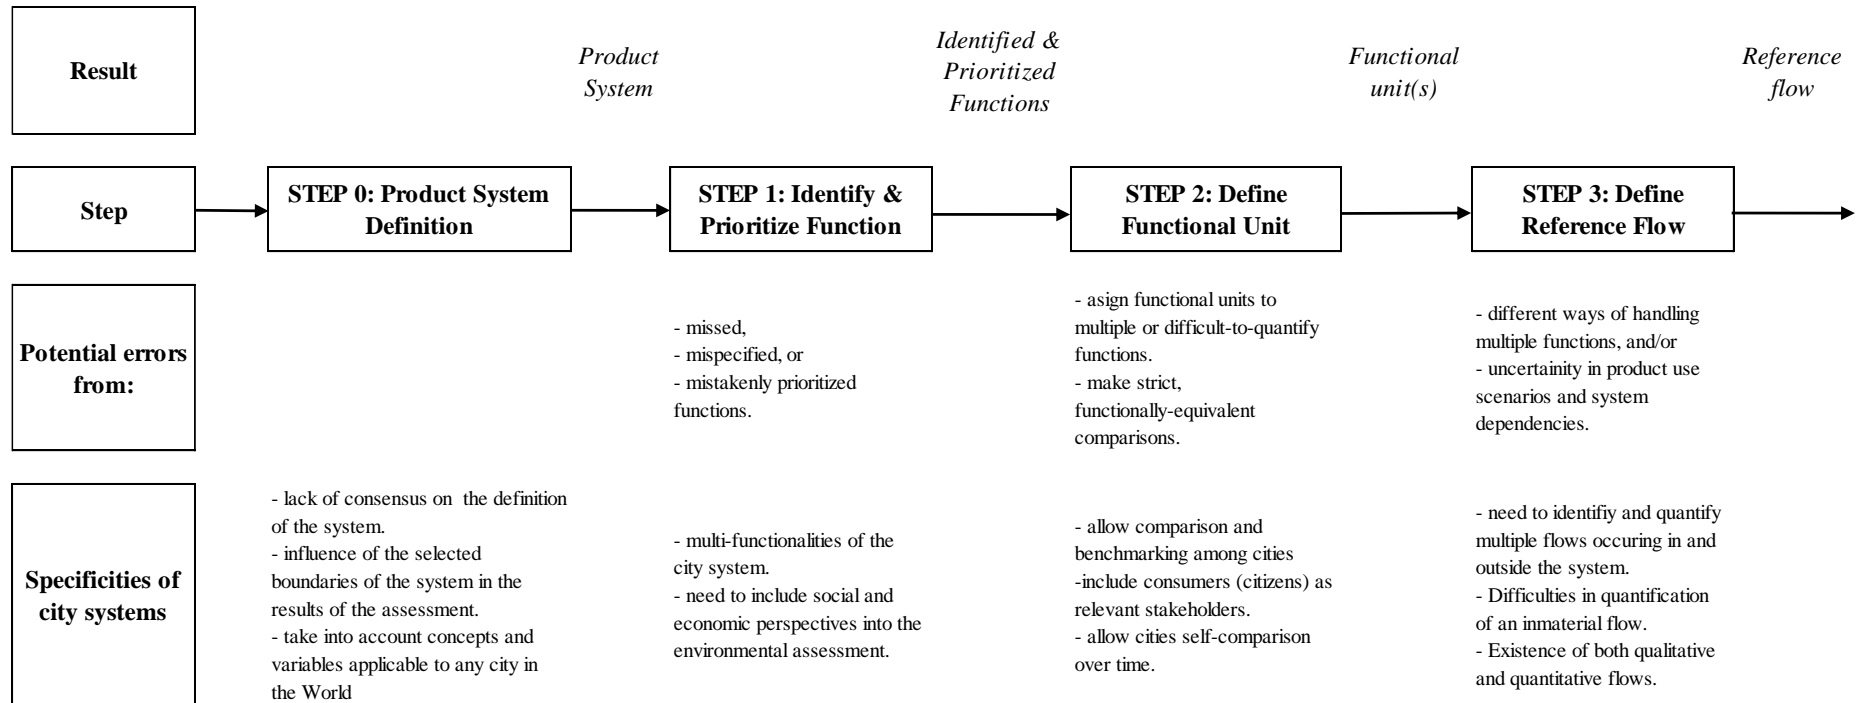 Result
Product
System
Identified &
Prioritized
Functions
Functional
unit(s)
Reference
flow
Step
STEP 0: Product System
Definition
STEP 1: Identify &
Prioritize Function
STEP 2: Define
Functional Unit
STEP 3: Define
Reference Flow
Potential errors
from:
- missed,
- mispecified, or
- mistakenly prioritized
functions.
- asign functional units to
multiple or difficult-to-quantify
functions.
- make strict,
functionally-equivalent
comparisons.
- different ways of handling
multiple functions, and/or
- uncertainity in product use
scenarios and system
dependencies.
Specificities of
city systems
- lack of consensus on  the definition
of the system.
- influence of the selected
boundaries of the system in the
results of the assessment.
- take into account concepts and
variables applicable to any city in
the World
- multi-functionalities of the
city system.
- need to include social and
economic perspectives into the
environmental assessment.
- allow comparison and
benchmarking among cities
-include consumers (citizens) as
relevant stakeholders.
- allow cities self-comparison
over time.
- need to identifiy and quantify
multiple flows occuring in and
outside the system.
- Difficulties in quantification
of an inmaterial flow.
- Existence of both qualitative
and quantitative flows.